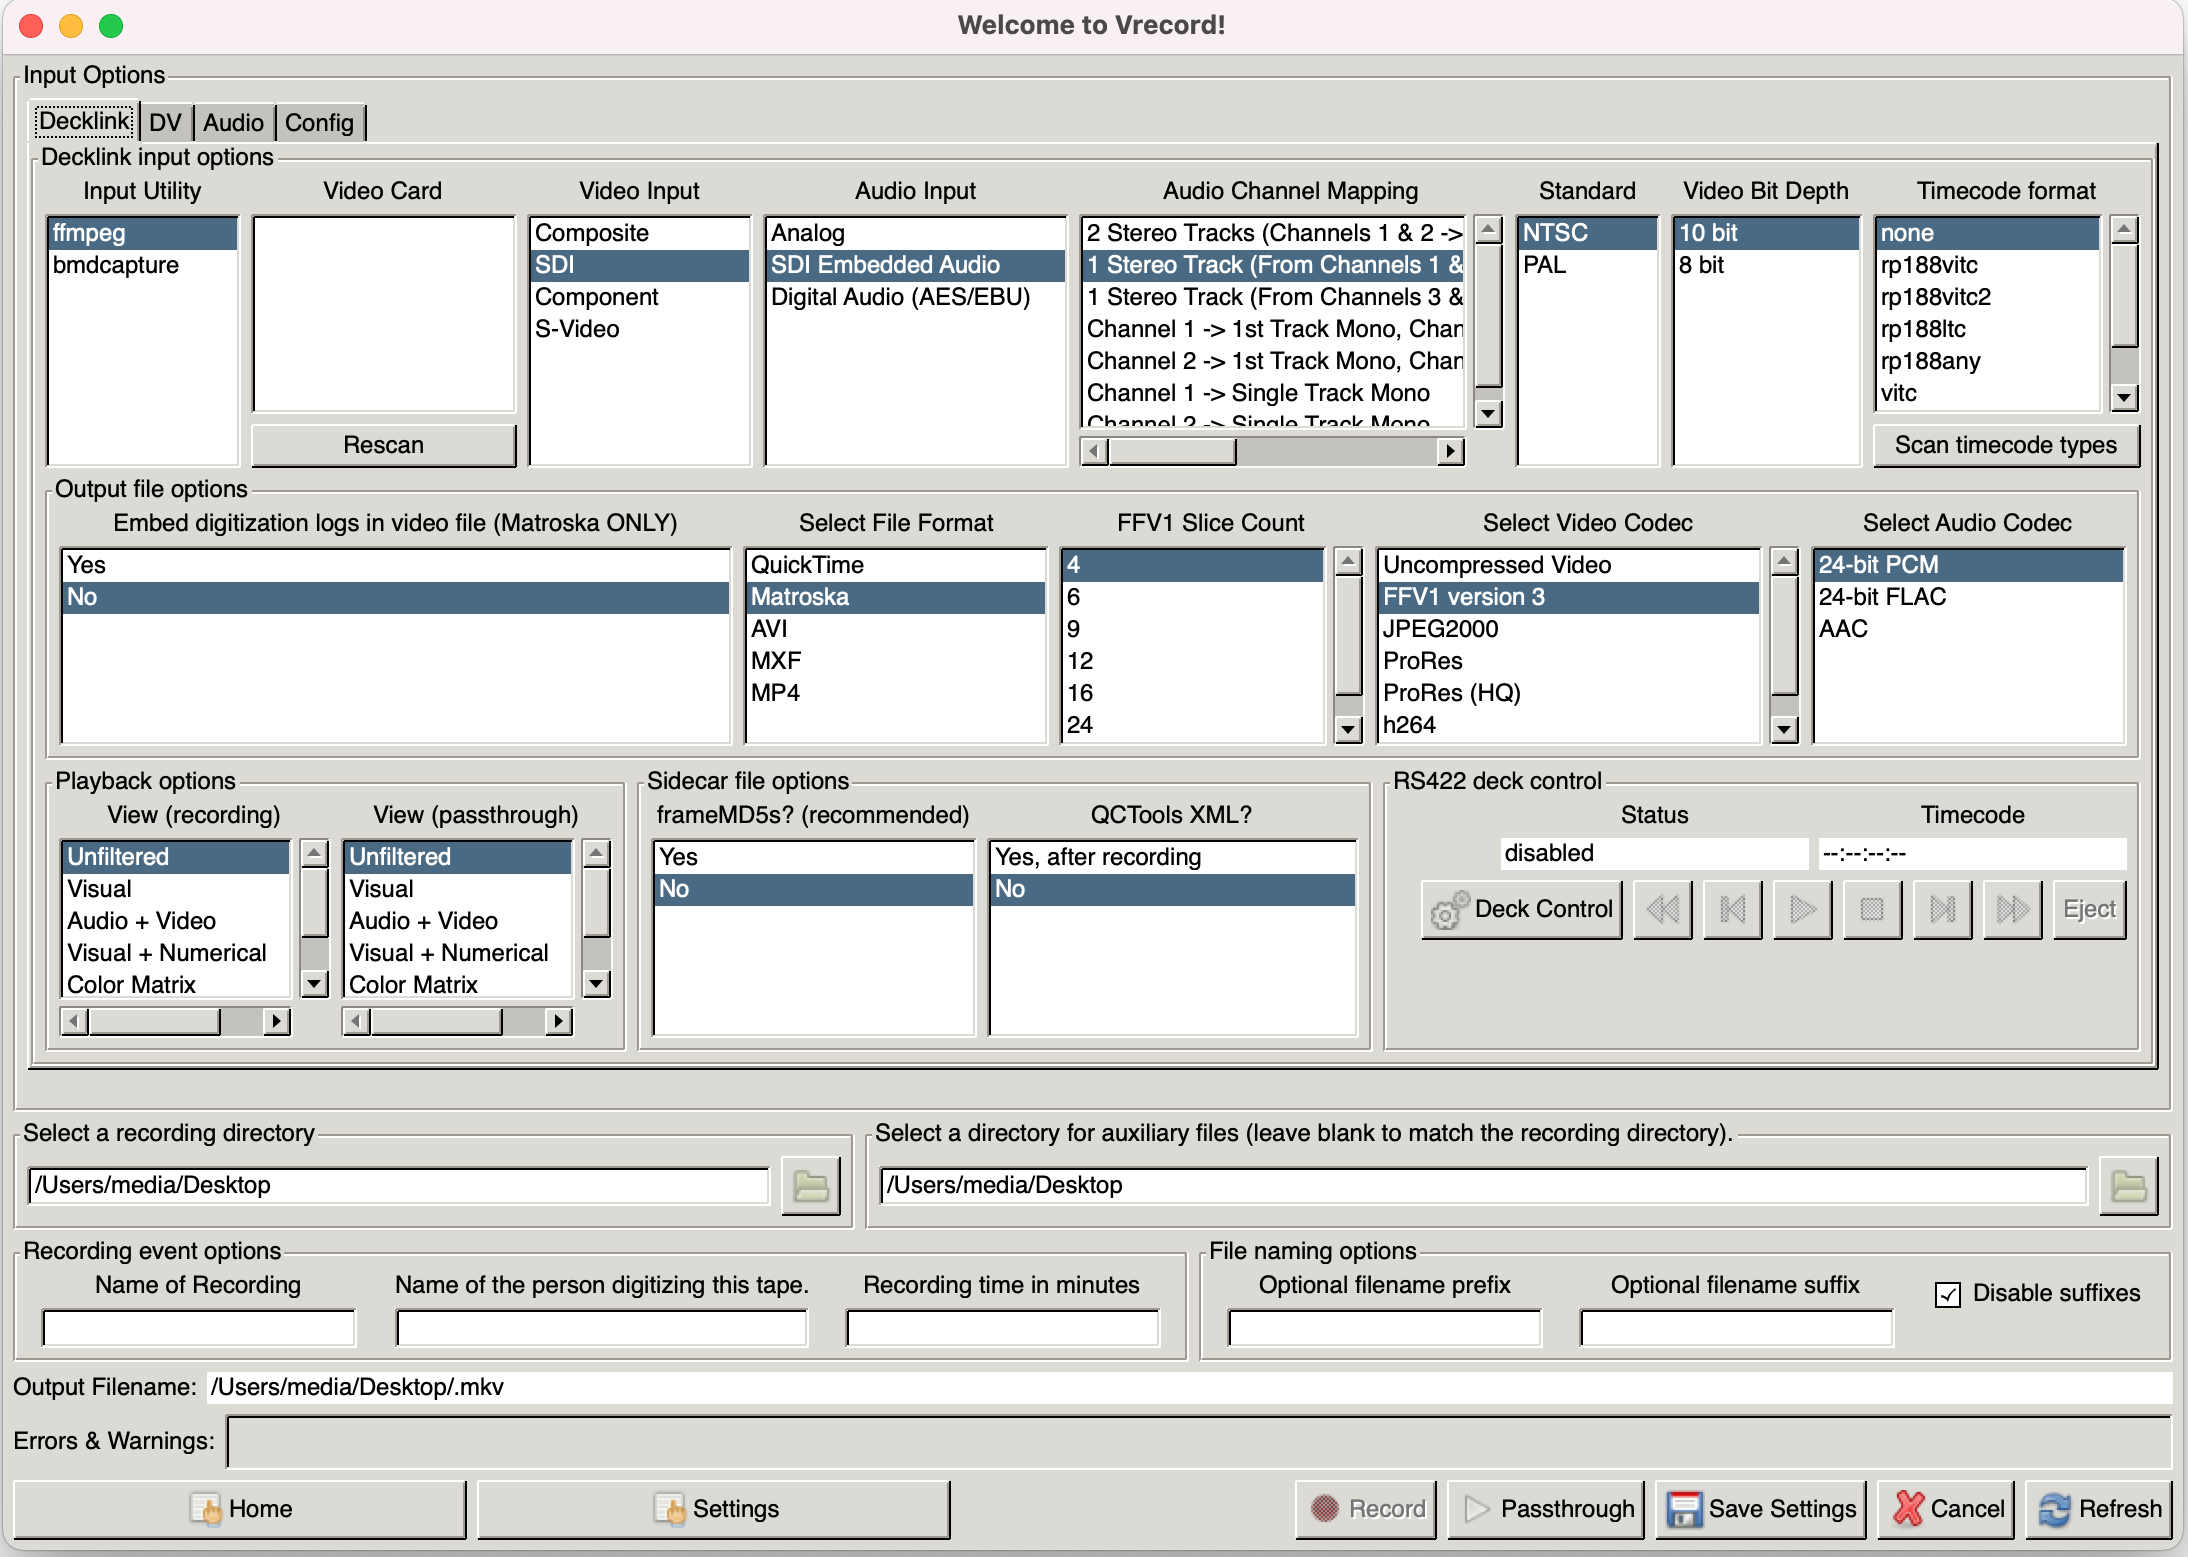 Welcome to Vrecord!
Input Options
Decklink DV Audio Config
Decklink input options
Input Utility Video Card Video Input Audio Input Audio Channel Mapping Standard Video Bit Depth Timecode format
ffmpeg Composite Analog 2 Stereo Tracks (Channels 1 & 2 -> NTSC 10 bit none
bmdcapture SDI SDI Embedded Audio 1 Stereo Track (From Channels 1 & PAL 8 bit rp188vitc
Component Digital Audio (AES/EBU) 1 Stereo Track (From Channels 3 & rp188vitc2
S-Video Channel 1 -> 1st Track Mono, Chan rp188ltc
Channel 2 -> 1st Track Mono, Chan rp188any
Channel 1 -> Single Track Mono vitc
Channel 2 -> Single Track Mono
Rescan Scan timecode types
Output file options
Embed digitization logs in video file (Matroska ONLY) Select File Format FFV1 Slice Count Select Video Codec Select Audio Codec
Yes QuickTime 4 Uncompressed Video 24-bit PCM
No Matroska 6 FFV1 version 3 24-bit FLAC
AVI 9 JPEG2000 AAC
MXF 12 ProRes
MP4 16 ProRes (HQ)
24 h264
Playback options Sidecar file options RS422 deck control
View (recording) View (passthrough) frameMD5s? (recommended) QCTools XML? Status Timecode
Unfiltered Unfiltered Yes Yes, after recording disabled --:--:--:--
Visual Visual No No
Audio + Video Audio + Video Deck Control Eject
Visual + Numerical Visual + Numerical
Color Matrix Color Matrix
Select a recording directory Select a directory for auxiliary files (leave blank to match the recording directory).
/Users/media/Desktop /Users/media/Desktop
Recording event options File naming options
Name of Recording Name of the person digitizing this tape. Recording time in minutes Optional filename prefix Optional filename suffix Disable suffixes
Output Filename: /Users/media/Desktop/.mkv
Errors & Warnings:
Home Settings Record Passthrough Save Settings Cancel Refresh